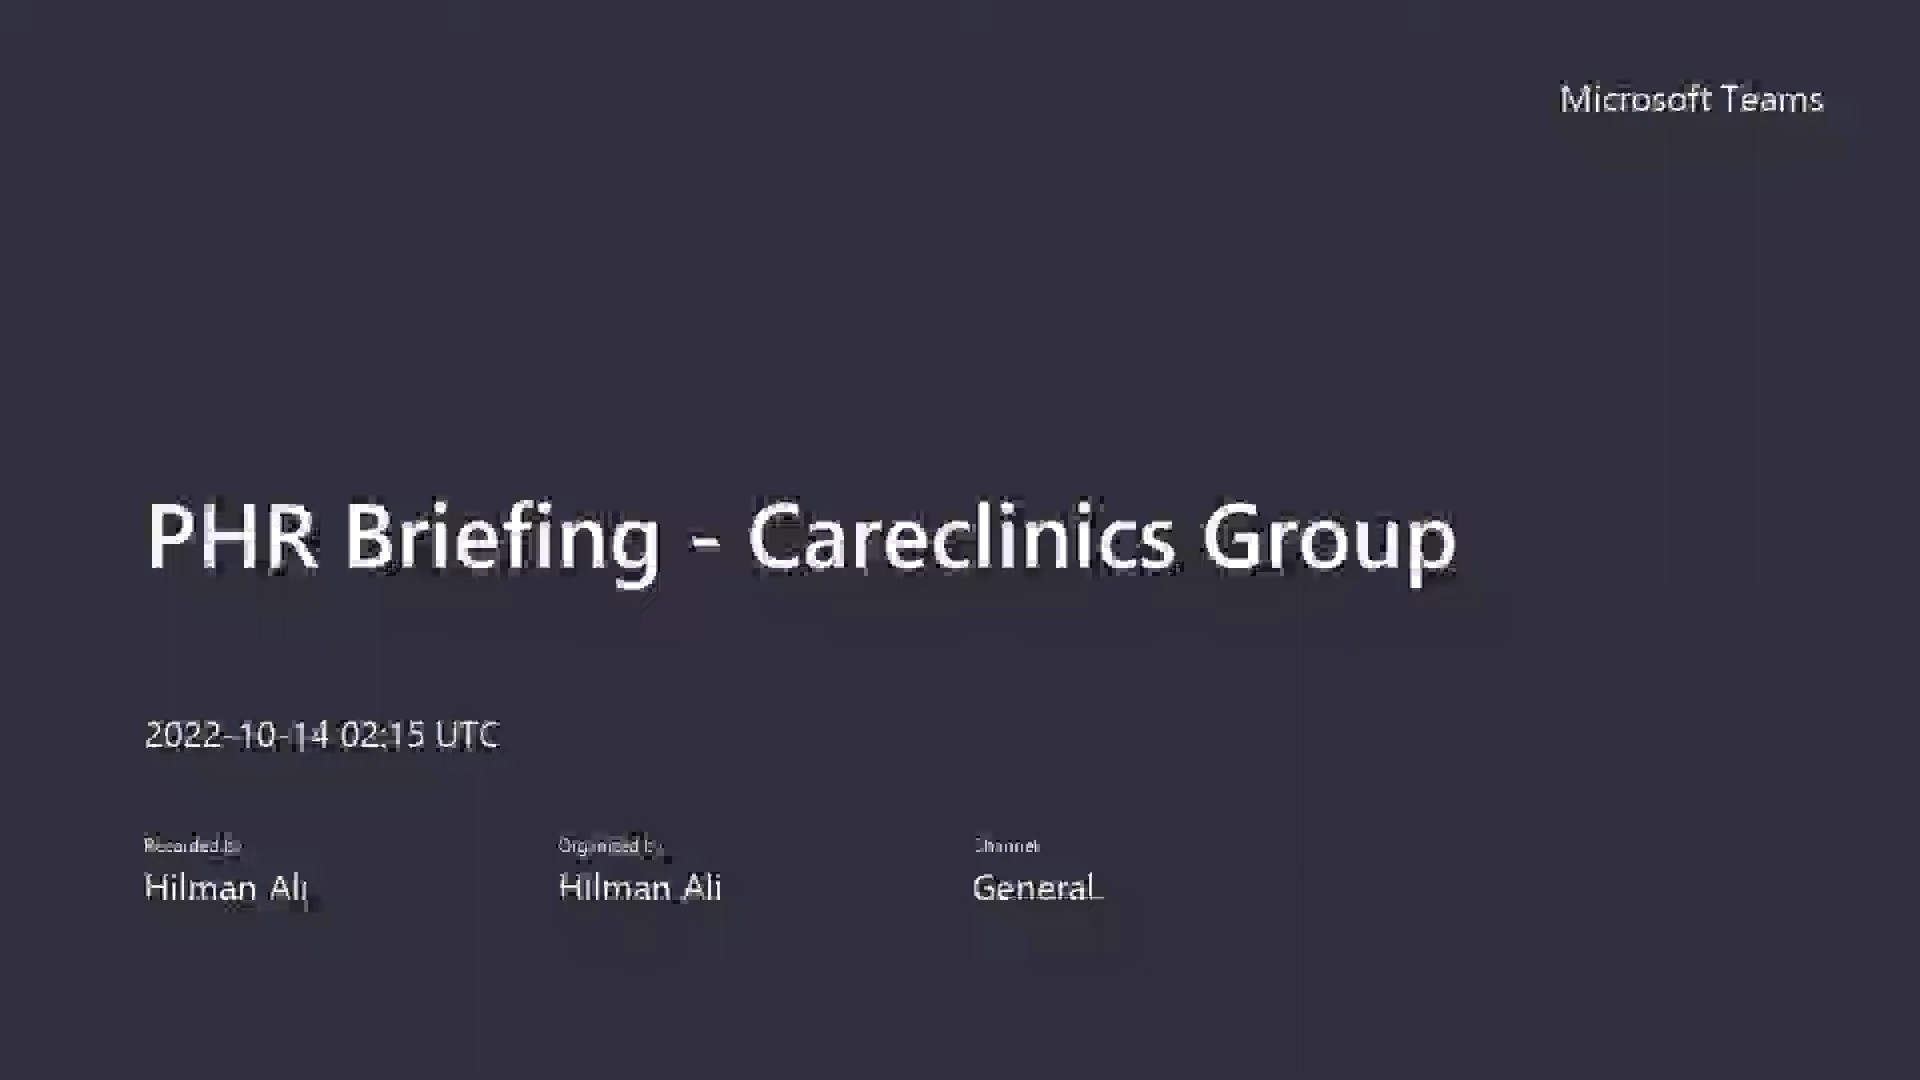 Microsoft Teams
PHR Briefing - Careclinics Group
2022-10-14 02:15 UTC
Recorded by
Organized by
Channel
Hilman Ali
Hilman Ali
General